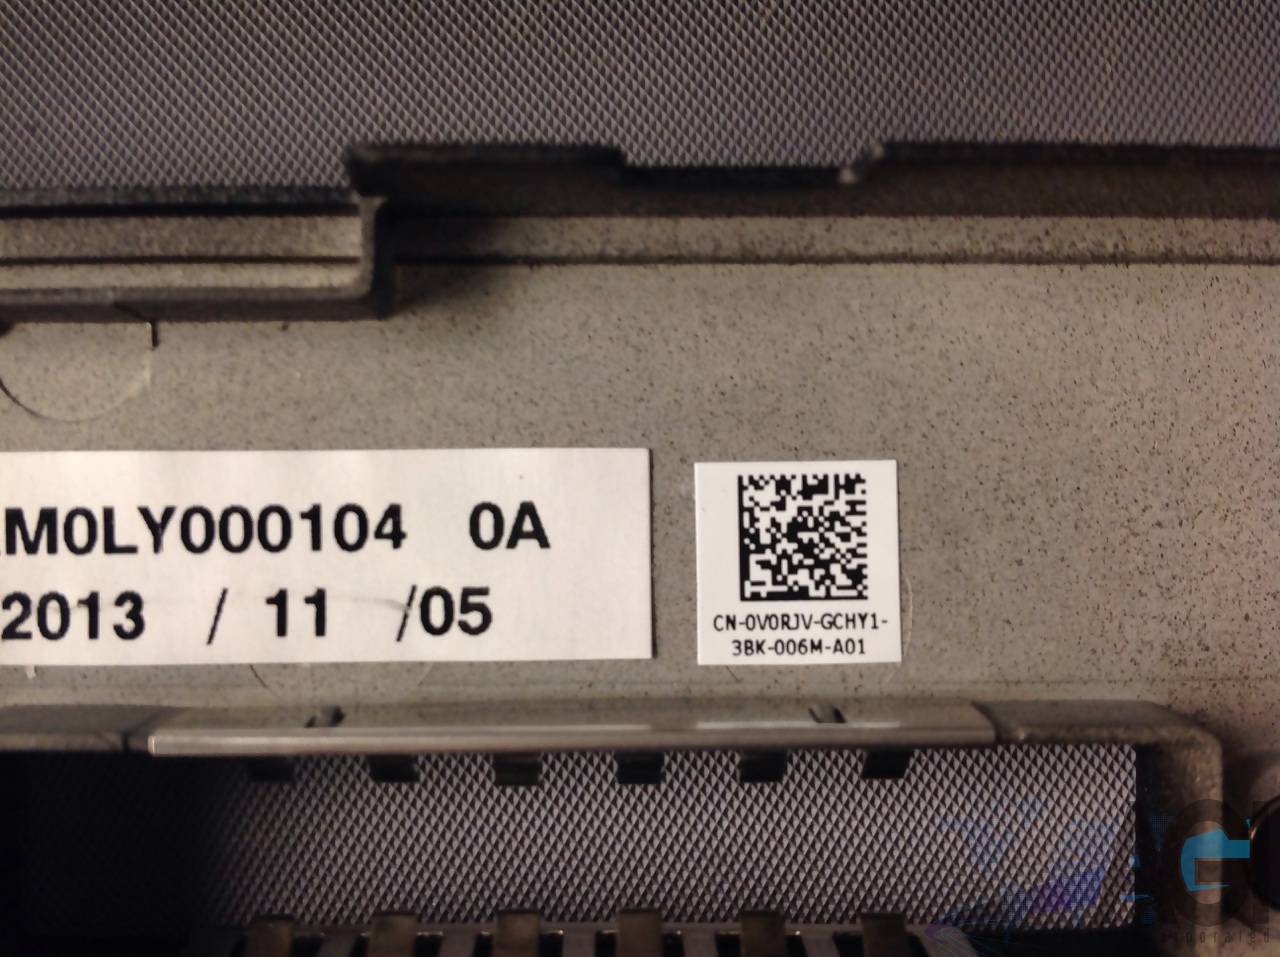 M0LY000104 0A
2013 / 11 /05
CN-0V0RJV-GCHY1-
3BK-006M-A01